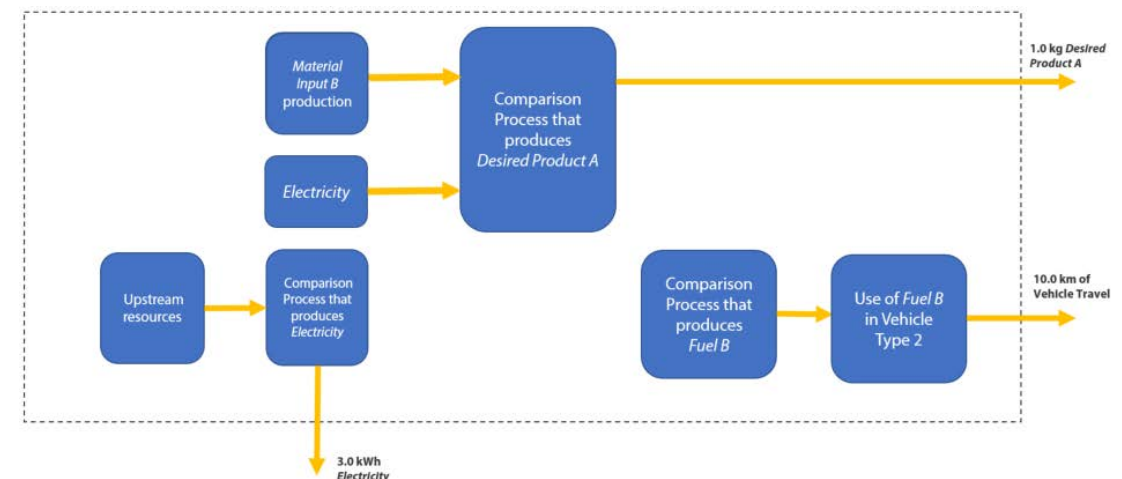 Material
Input B
production
Comparison
Process that
produces
Desired Product A
1.0 kg Desired
Product A
Electricity
Upstream
resources
Comparison
Process that
produces
Electricity
Comparison
Process that
produces
Fuel B
Use of Fuel B
in Vehicle
Type 2
10.0 km of
Vehicle Travel
3.0 kWh
Electricity